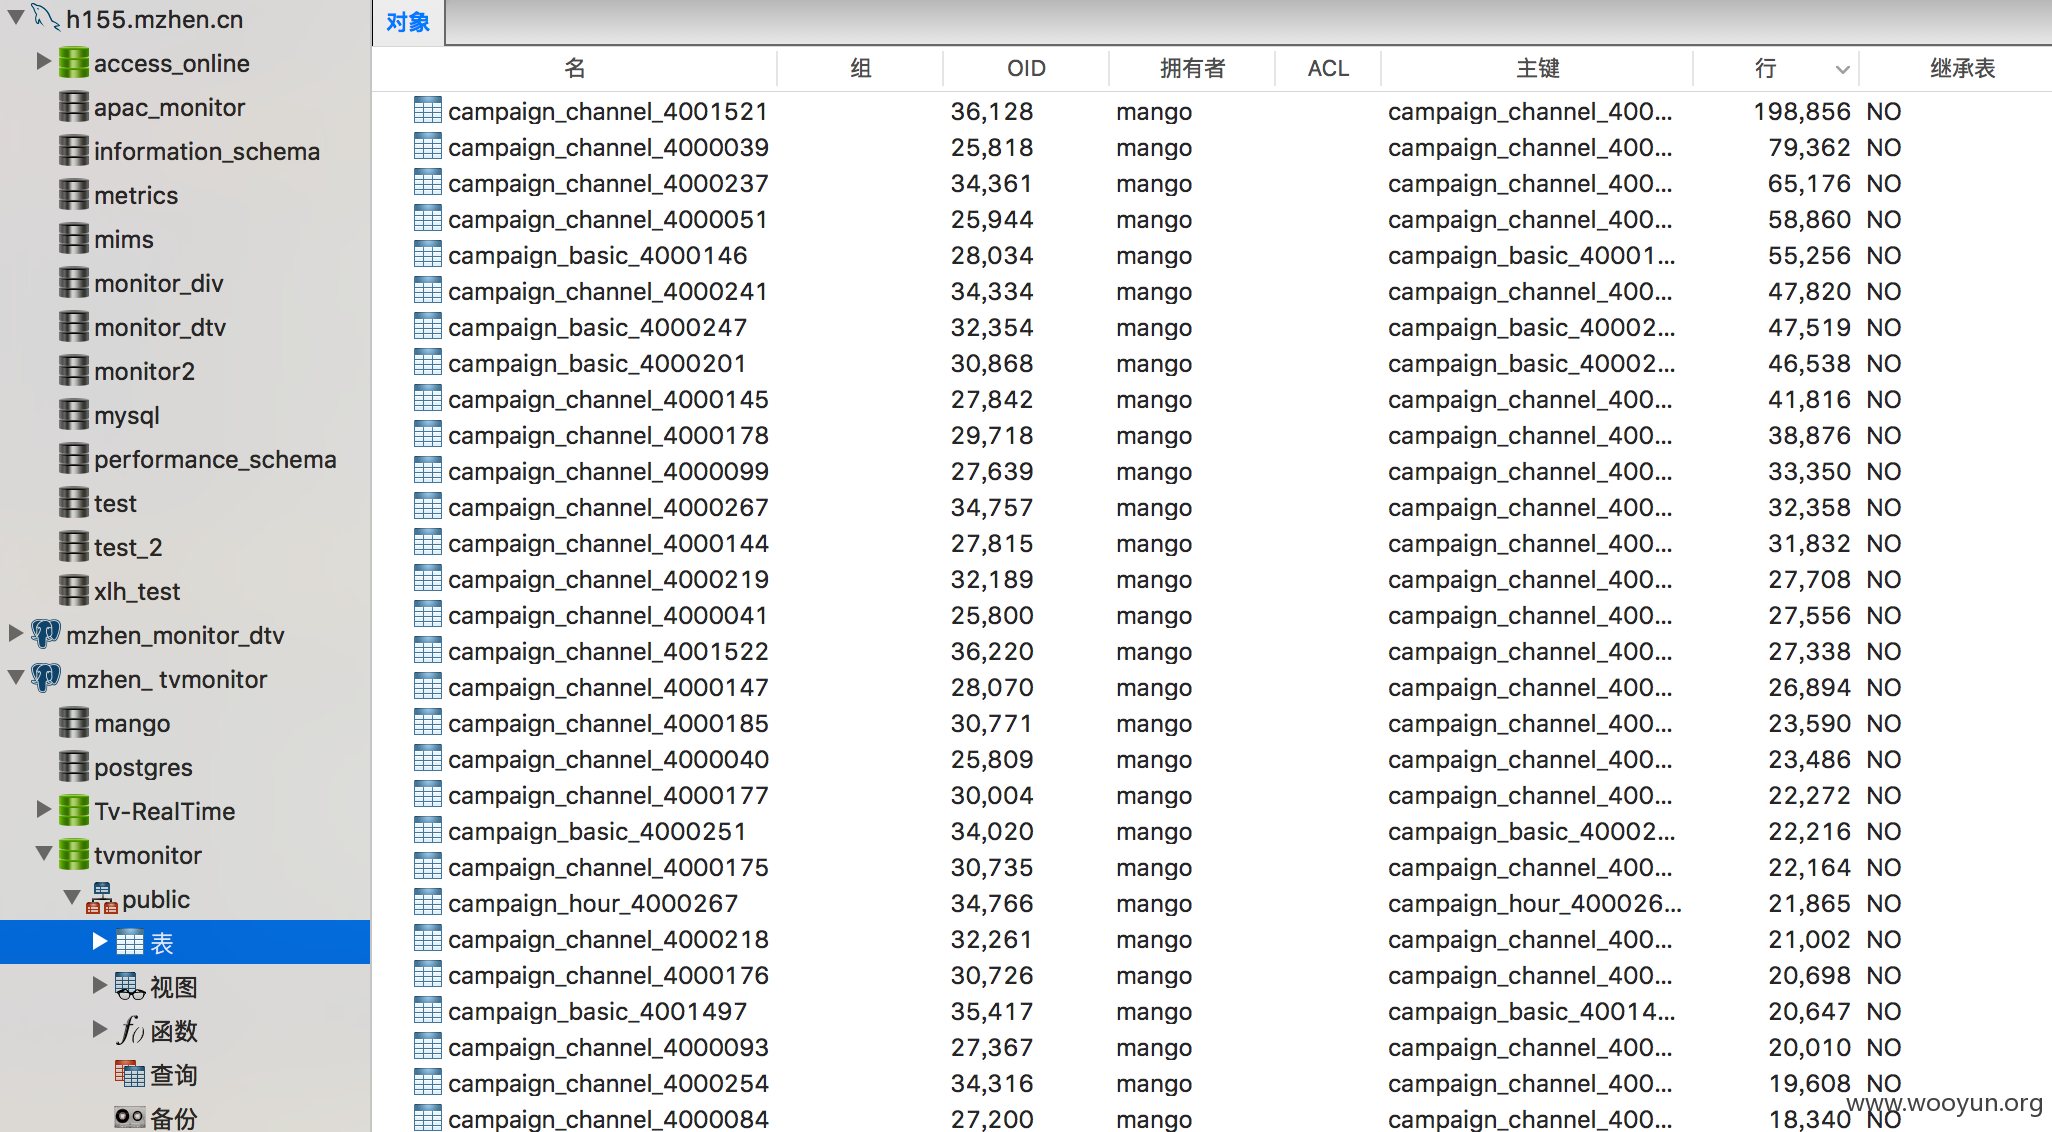 h155.mzhen.cn
access_online
apac_monitor
information_schema
metrics
mims
monitor_div
monitor_dtv
monitor2
mysql
performance_schema
test
test_2
xlh_test
mzhen_monitor_dtv
mzhen_ tvmonitor
mango
postgres
Tv-RealTime
tvmonitor
public
表
视图
函数
查询
备份
对象
名 组 OID 拥有者 ACL 主键 行 继承表
campaign_channel_4001521 36,128 mango campaign_channel_400... 198,856 NO
campaign_channel_4000039 25,818 mango campaign_channel_400... 79,362 NO
campaign_channel_4000237 34,361 mango campaign_channel_400... 65,176 NO
campaign_channel_4000051 25,944 mango campaign_channel_400... 58,860 NO
campaign_basic_4000146 28,034 mango campaign_basic_40001... 55,256 NO
campaign_channel_4000241 34,334 mango campaign_channel_400... 47,820 NO
campaign_basic_4000247 32,354 mango campaign_basic_40002... 47,519 NO
campaign_basic_4000201 30,868 mango campaign_basic_40002... 46,538 NO
campaign_channel_4000145 27,842 mango campaign_channel_400... 41,816 NO
campaign_channel_4000178 29,718 mango campaign_channel_400... 38,876 NO
campaign_channel_4000099 27,639 mango campaign_channel_400... 33,350 NO
campaign_channel_4000267 34,757 mango campaign_channel_400... 32,358 NO
campaign_channel_4000144 27,815 mango campaign_channel_400... 31,832 NO
campaign_channel_4000219 32,189 mango campaign_channel_400... 27,708 NO
campaign_channel_4000041 25,800 mango campaign_channel_400... 27,556 NO
campaign_channel_4001522 36,220 mango campaign_channel_400... 27,338 NO
campaign_channel_4000147 28,070 mango campaign_channel_400... 26,894 NO
campaign_channel_4000185 30,771 mango campaign_channel_400... 23,590 NO
campaign_channel_4000040 25,809 mango campaign_channel_400... 23,486 NO
campaign_channel_4000177 30,004 mango campaign_channel_400... 22,272 NO
campaign_basic_4000251 34,020 mango campaign_basic_40002... 22,216 NO
campaign_channel_4000175 30,735 mango campaign_channel_400... 22,164 NO
campaign_hour_4000267 34,766 mango campaign_hour_400026... 21,865 NO
campaign_channel_4000218 32,261 mango campaign_channel_400... 21,002 NO
campaign_channel_4000176 30,726 mango campaign_channel_400... 20,698 NO
campaign_basic_4001497 35,417 mango campaign_basic_40014... 20,647 NO
campaign_channel_4000093 27,367 mango campaign_channel_400... 20,010 NO
campaign_channel_4000254 34,316 mango campaign_channel_400... 19,608 NO
campaign_channel_4000084 27,200 mango campaign_channel_400... 18,340 NO
www.wooyun.org